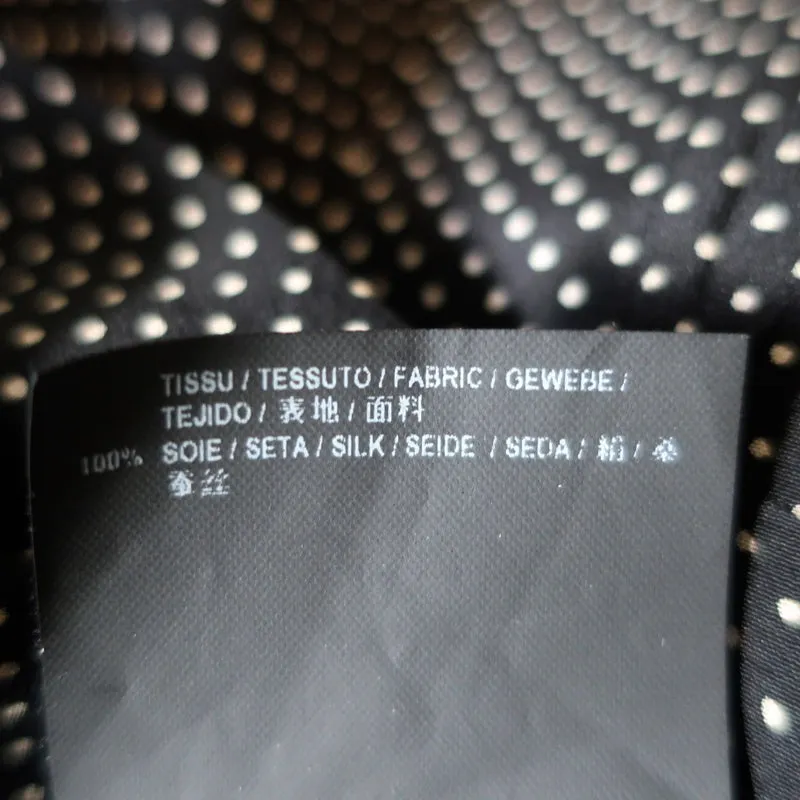 TISSU / TESSUTO / FABRIC / GEWEBE /
TEJIDO / 表地 / 面料
100% SOIE / SETA / SILK / SEIDE / SEDA / 絹 / 桑
蚕丝